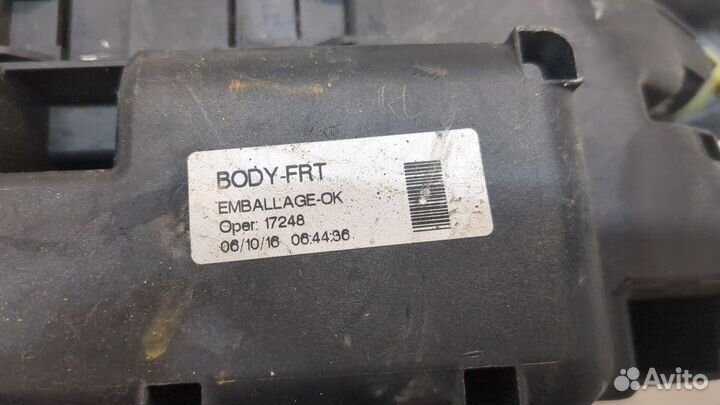 BODY-FRT
EMBALLAGE-OK
Oper: 17248
06/10/16 06:44:36
Avito